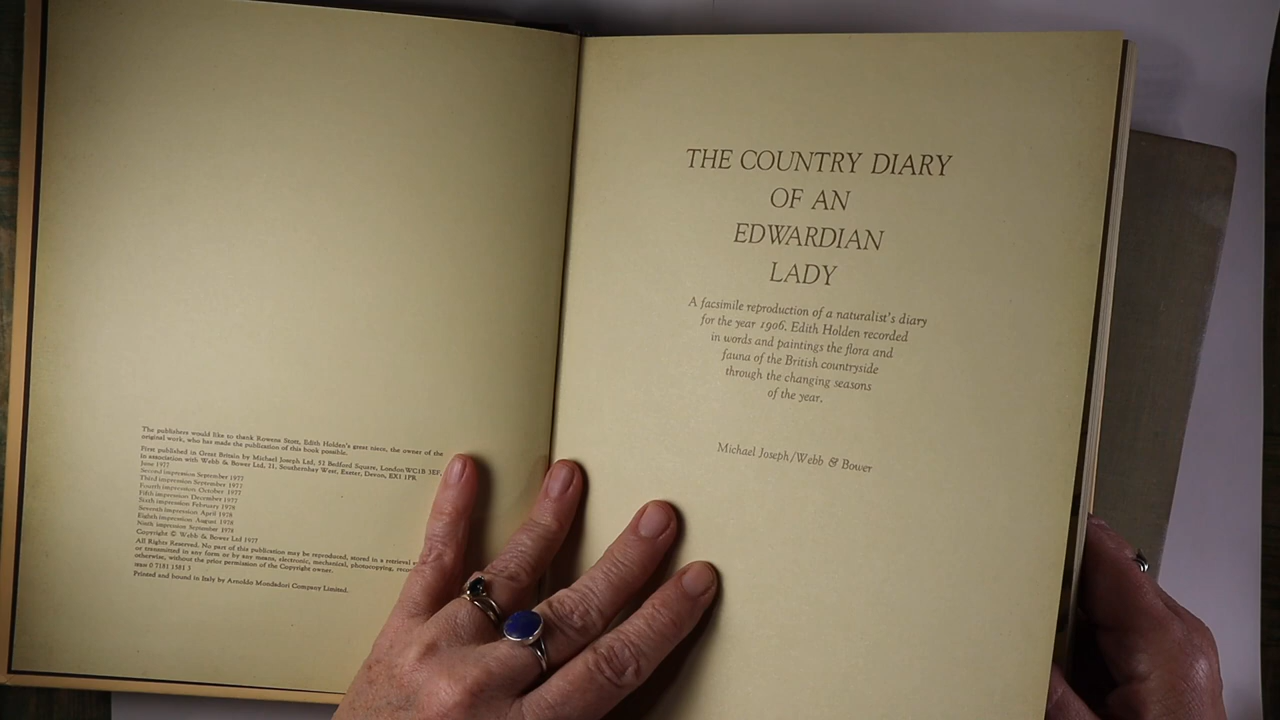 The publishers would like to thank Rowena Stott, Edith Holden's great niece, the owner of the
original work, who has made the publication of this book possible.
First published in Great Britain by Michael Joseph Ltd, 52 Bedford Square, London WC1B 3EF,
in association with Webb & Bower Ltd, 21, Southernhay West, Exeter, Devon, EX1 1PR
June 1977
Second impression September 1977
Third impression September 1977
Fourth impression October 1977
Fifth impression December 1977
Sixth impression February 1978
Seventh impression April 1978
Eighth impression August 1978
Ninth impression September 1978
Copyright © Webb & Bower Ltd 1977
All Rights Reserved. No part of this publication may be reproduced, stored in a retrieval
or transmitted in any form or by any means, electronic, mechanical, photocopying,
otherwise, without the prior permission of the Copyright owner.
ISBN 0 7181 1581 3
Printed and bound in Italy by Arnoldo Mondadori Company Limited.
THE COUNTRY DIARY
OF AN
EDWARDIAN
LADY
A facsimile reproduction of a naturalist's diary
for the year 1906. Edith Holden recorded
in words and paintings the flora and
fauna of the British countryside
through the changing seasons
of the year.
Michael Joseph/Webb & Bower